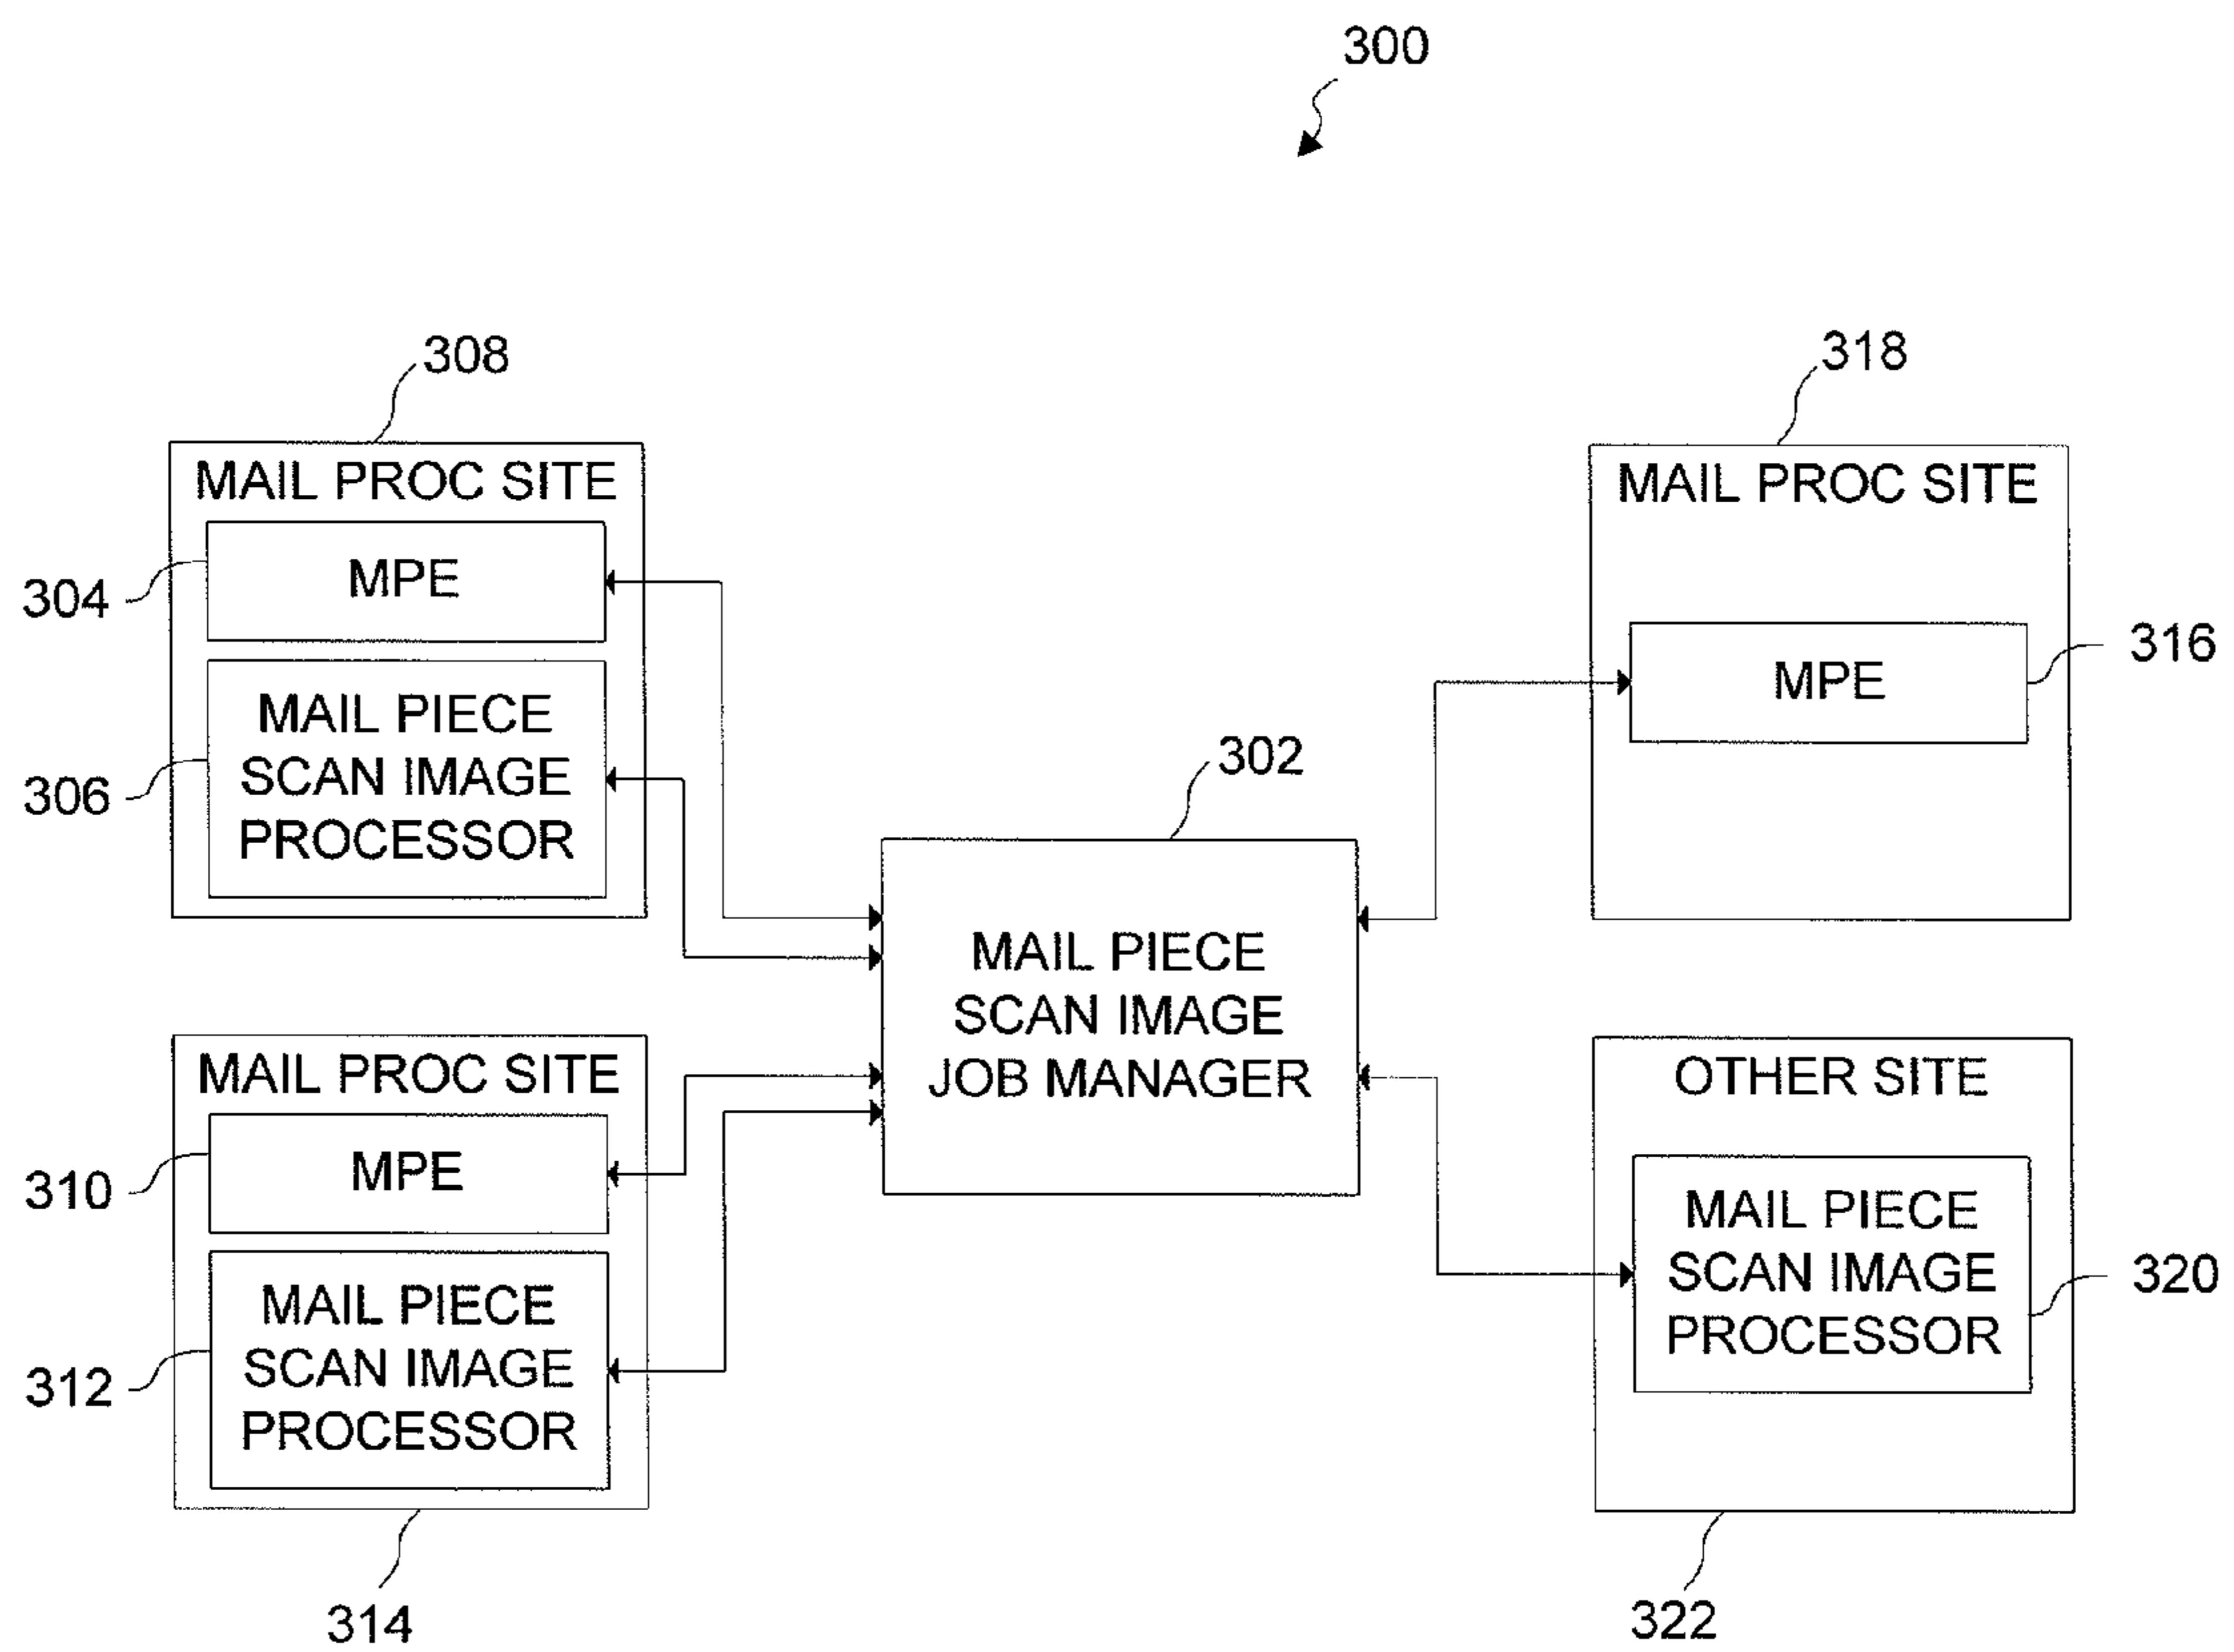 300
308
MAIL PROC SITE
304
MPE
306
MAIL PIECE
SCAN IMAGE
PROCESSOR
318
MAIL PROC SITE
316
MPE
302
MAIL PIECE
SCAN IMAGE
JOB MANAGER
MAIL PROC SITE
310
MPE
312
MAIL PIECE
SCAN IMAGE
PROCESSOR
314
OTHER SITE
MAIL PIECE
SCAN IMAGE
PROCESSOR
320
322